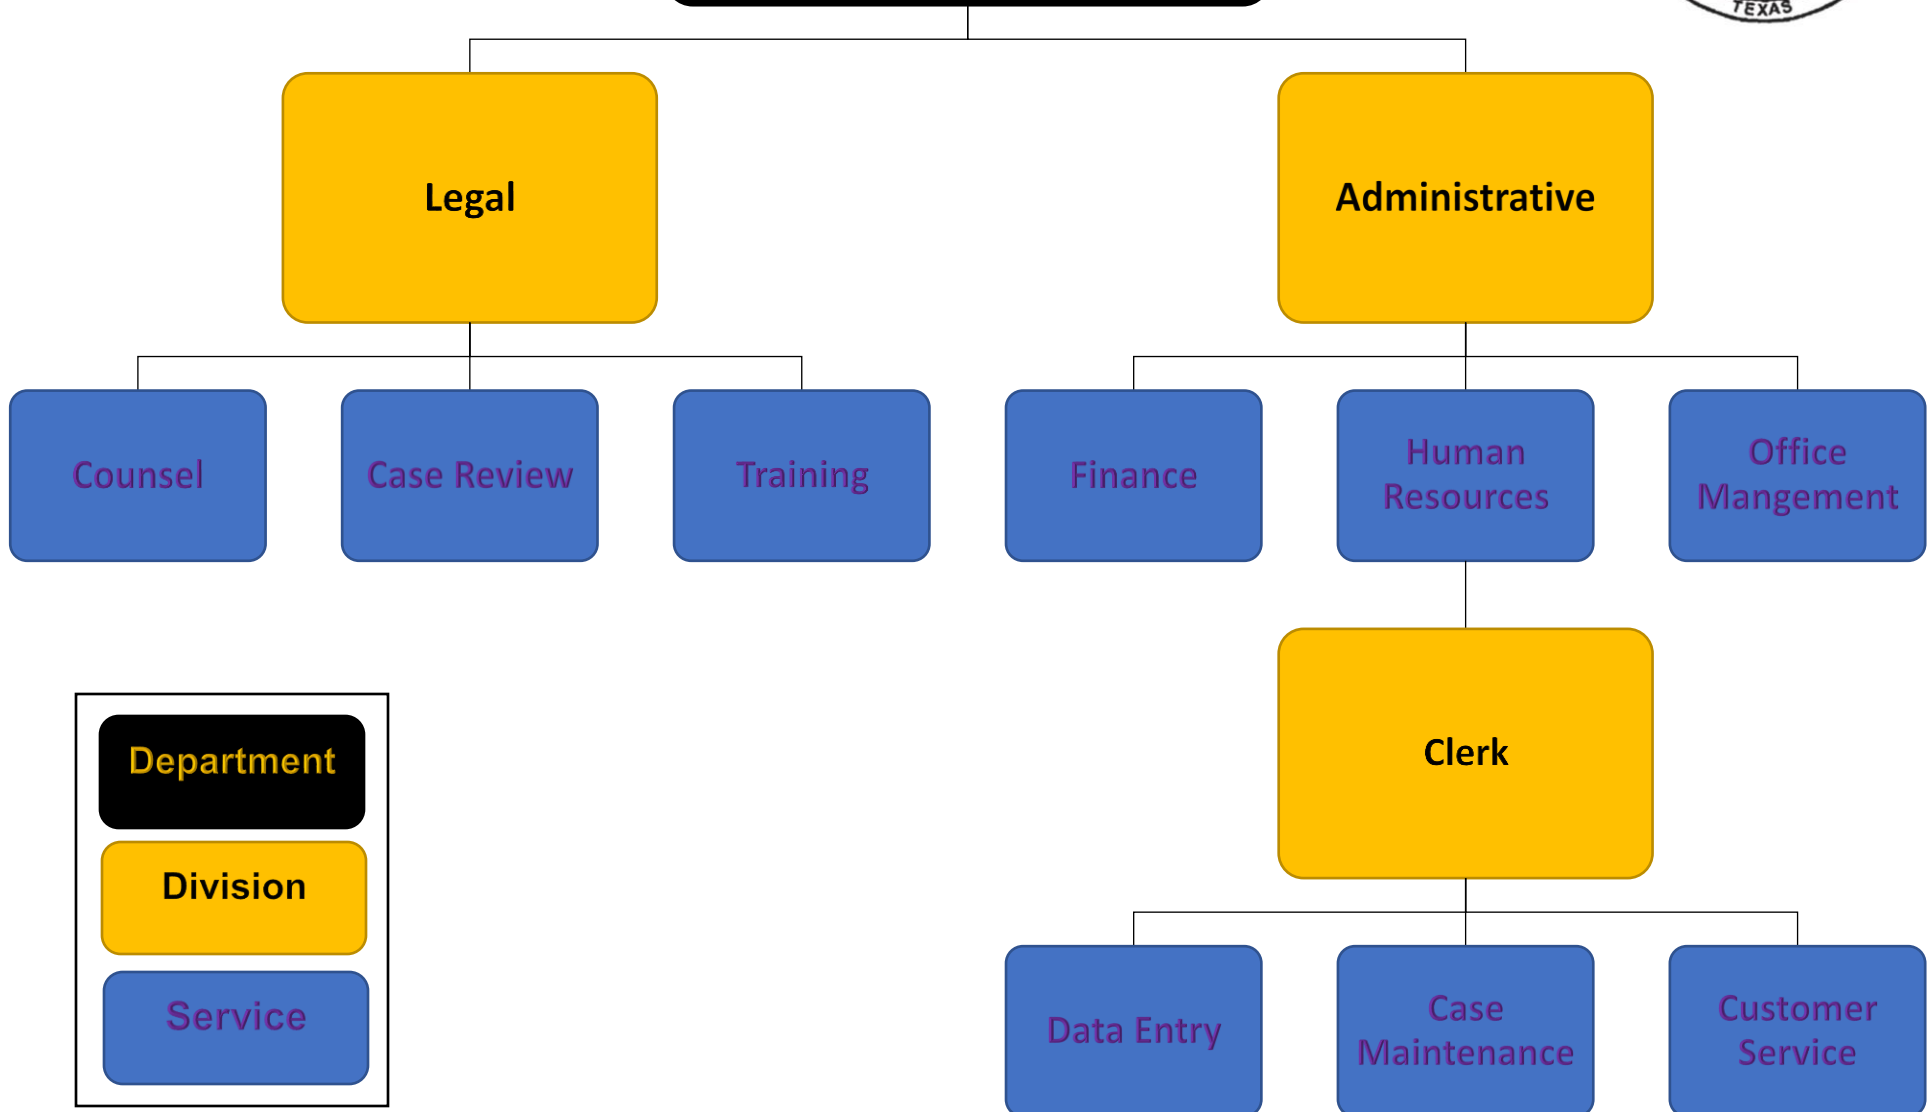 TEXAS
Legal
Administrative
Counsel
Case Review
Training
Finance
Human
Resources
Office
Mangement
Department
Division
Service
Clerk
Data Entry
Case
Maintenance
Customer
Service